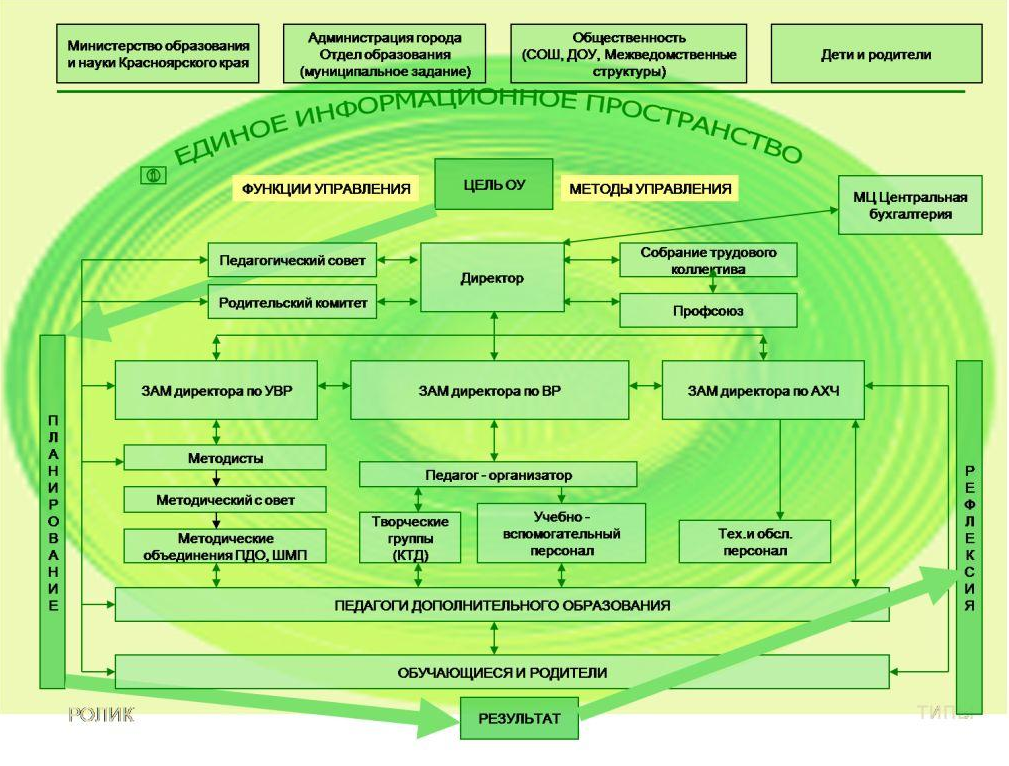 Министерство образования
и науки Красноярского края
Администрация города
Отдел образования
(муниципальное задание)
Общественность
(СОШ, ДОУ, Межведомственные
структуры)
Дети и родители
ЕДИНОЕ ИНФОРМАЦИОННОЕ ПРОСТРАНСТВО
①
ФУНКЦИИ УПРАВЛЕНИЯ
ЦЕЛЬ ОУ
МЕТОДЫ УПРАВЛЕНИЯ
МЦ Центральная
бухгалтерия
Педагогический совет
Директор
Собрание трудового
коллектива
Родительский комитет
Профсоюз
ЗАМ директора по УВР
ЗАМ директора по ВР
ЗАМ директора по АХЧ
ПЛАНИРОВАНИЕ
РЕФЛЕКСИЯ
Методисты
Педагог - организатор
Методический с овет
Творческие
группы
(КТД)
Учебно -
вспомогательный
персонал
Тех.и обсл.
персонал
Методические
объединения ПДО, ШМП
ПЕДАГОГИ ДОПОЛНИТЕЛЬНОГО ОБРАЗОВАНИЯ
ОБУЧАЮЩИЕСЯ И РОДИТЕЛИ
РОЛИК
РЕЗУЛЬТАТ
ТИПЫ